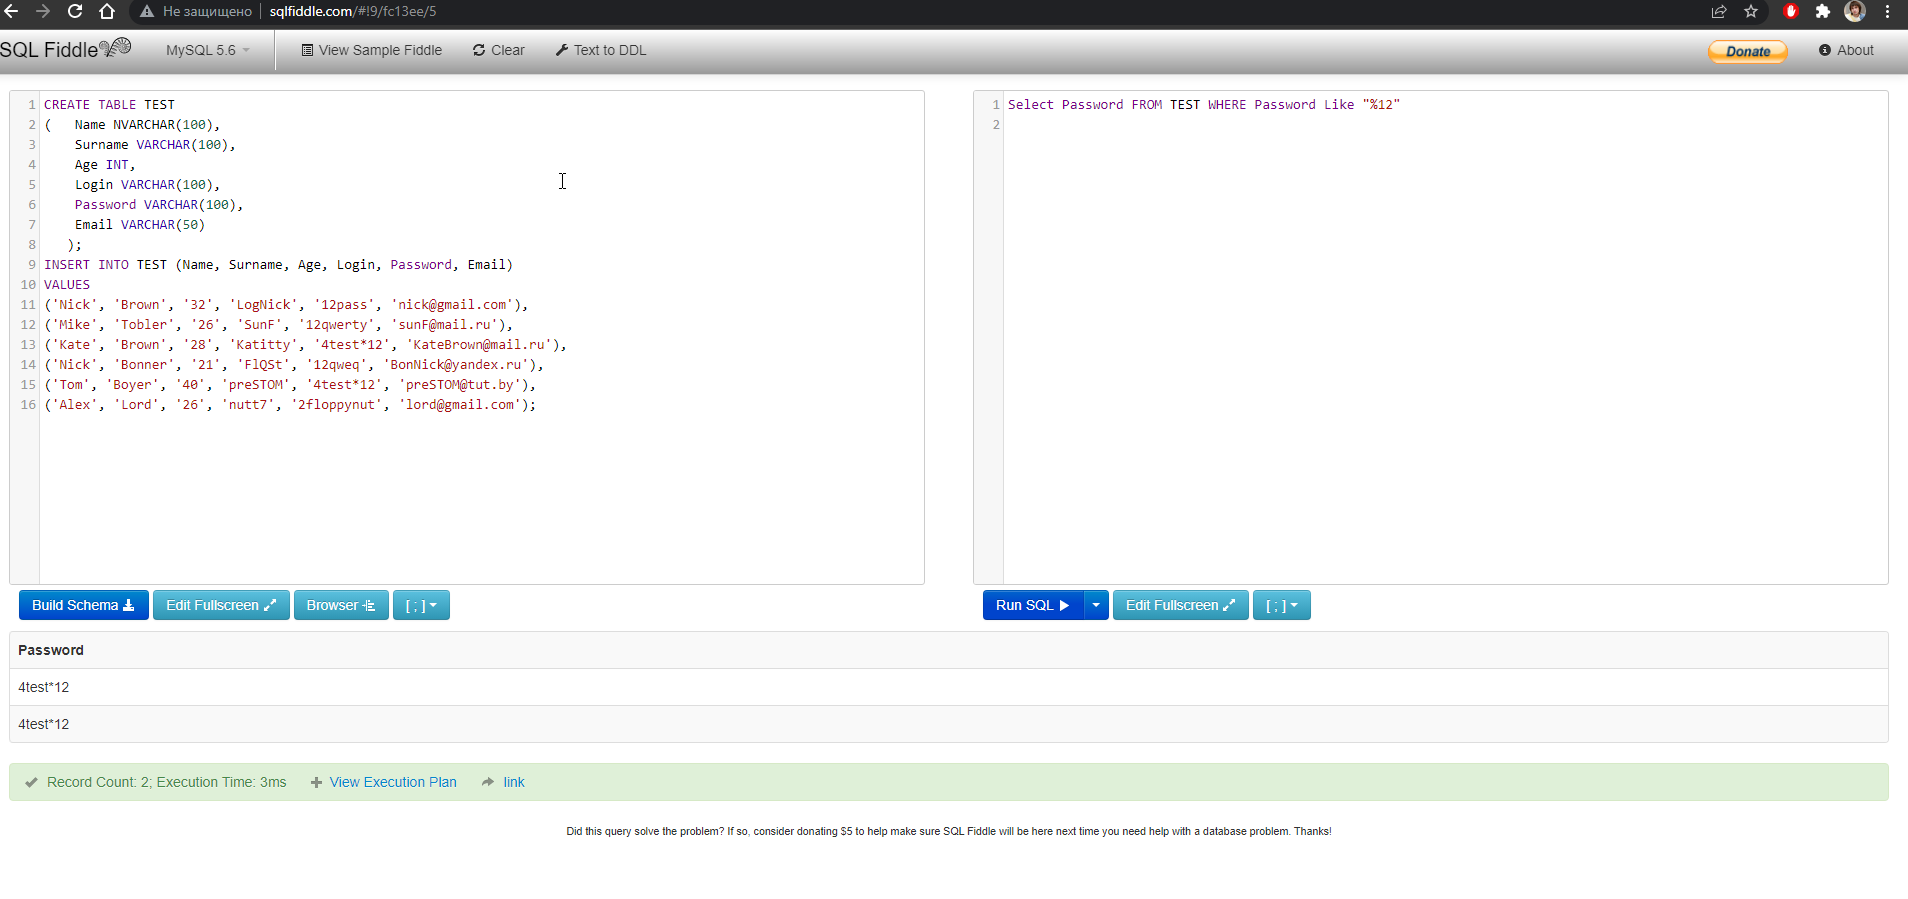 Не защищено sqlfiddle.com/#!9/fc13ee/5
SQL Fiddle MySQL 5.6 View Sample Fiddle Clear Text to DDL Donate About
1 CREATE TABLE TEST
2 (   Name NVARCHAR(100),
3     Surname VARCHAR(100),
4     Age INT,
5     Login VARCHAR(100),
6     Password VARCHAR(100),
7     Email VARCHAR(50)
8    );
9 INSERT INTO TEST (Name, Surname, Age, Login, Password, Email)
10 VALUES
11 ('Nick', 'Brown', '32', 'LogNick', '12pass', 'nick@gmail.com'),
12 ('Mike', 'Tobler', '26', 'SunF', '12qwerty', 'sunF@mail.ru'),
13 ('Kate', 'Brown', '28', 'Katitty', '4test*12', 'KateBrown@mail.ru'),
14 ('Nick', 'Bonner', '21', 'FlQSt', '12qweq', 'BonNick@yandex.ru'),
15 ('Tom', 'Boyer', '40', 'preSTOM', '4test*12', 'preSTOM@tut.by'),
16 ('Alex', 'Lord', '26', 'nutt7', '2floppynut', 'lord@gmail.com');
1 Select Password FROM TEST WHERE Password Like "%12"
2
Build Schema Edit Fullscreen Browser [ ; ]
Run SQL Edit Fullscreen [ ; ]
Password
4test*12
4test*12
Record Count: 2; Execution Time: 3ms View Execution Plan link
Did this query solve the problem? If so, consider donating $5 to help make sure SQL Fiddle will be here next time you need help with a database problem. Thanks!